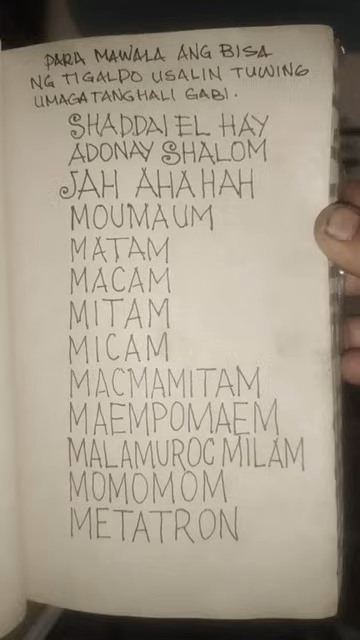 PARA MAWALA ANG BISA
NG TIGALPO USALIN TUWING
UMAGA TANGHALI GABI.
SHADDAI EL HAY
ADONAY SHALOM
JAH AHAHAH
MOUMAUM
MATAM
MACAM
MITAM
MICAM
MACMAMITAM
MAEMPOMAEM
MALAMUROC MILAM
MOMOMOM
METATRON